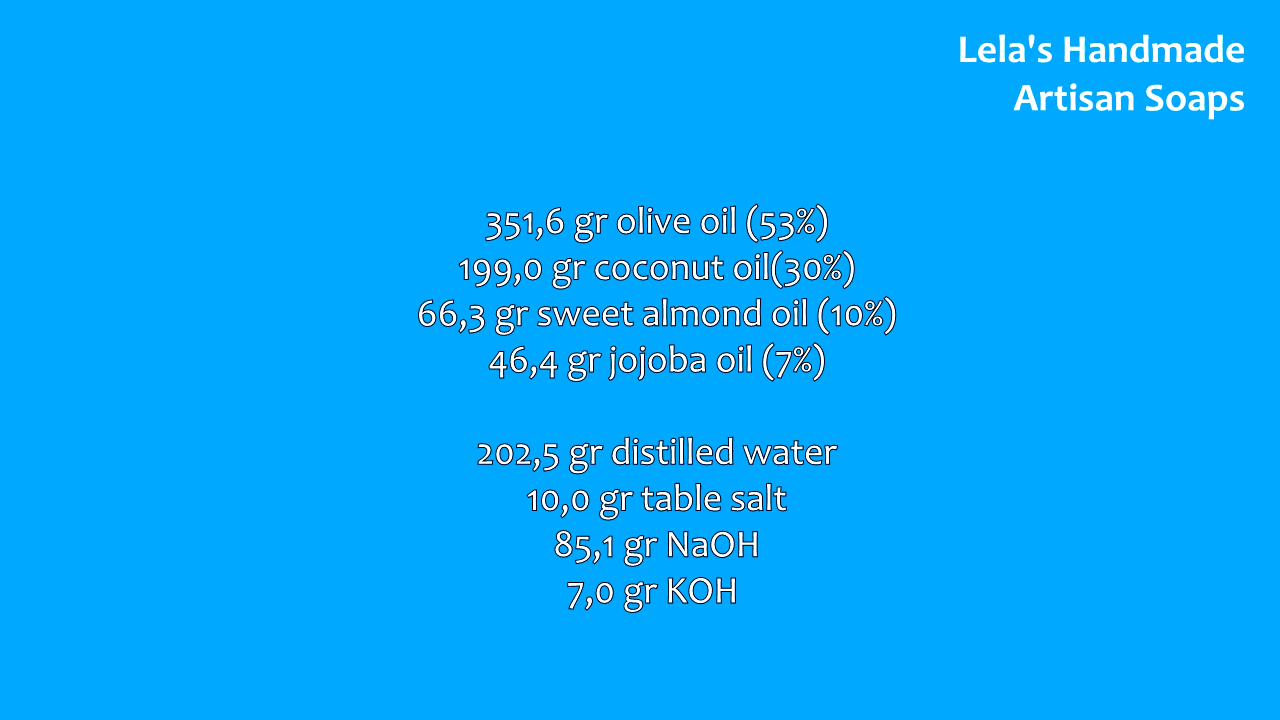 Lela's Handmade
Artisan Soaps
351,6 gr olive oil (53%)
199,0 gr coconut oil(30%)
66,3 gr sweet almond oil (10%)
46,4 gr jojoba oil (7%)
202,5 gr distilled water
10,0 gr table salt
85,1 gr NaOH
7,0 gr KOH